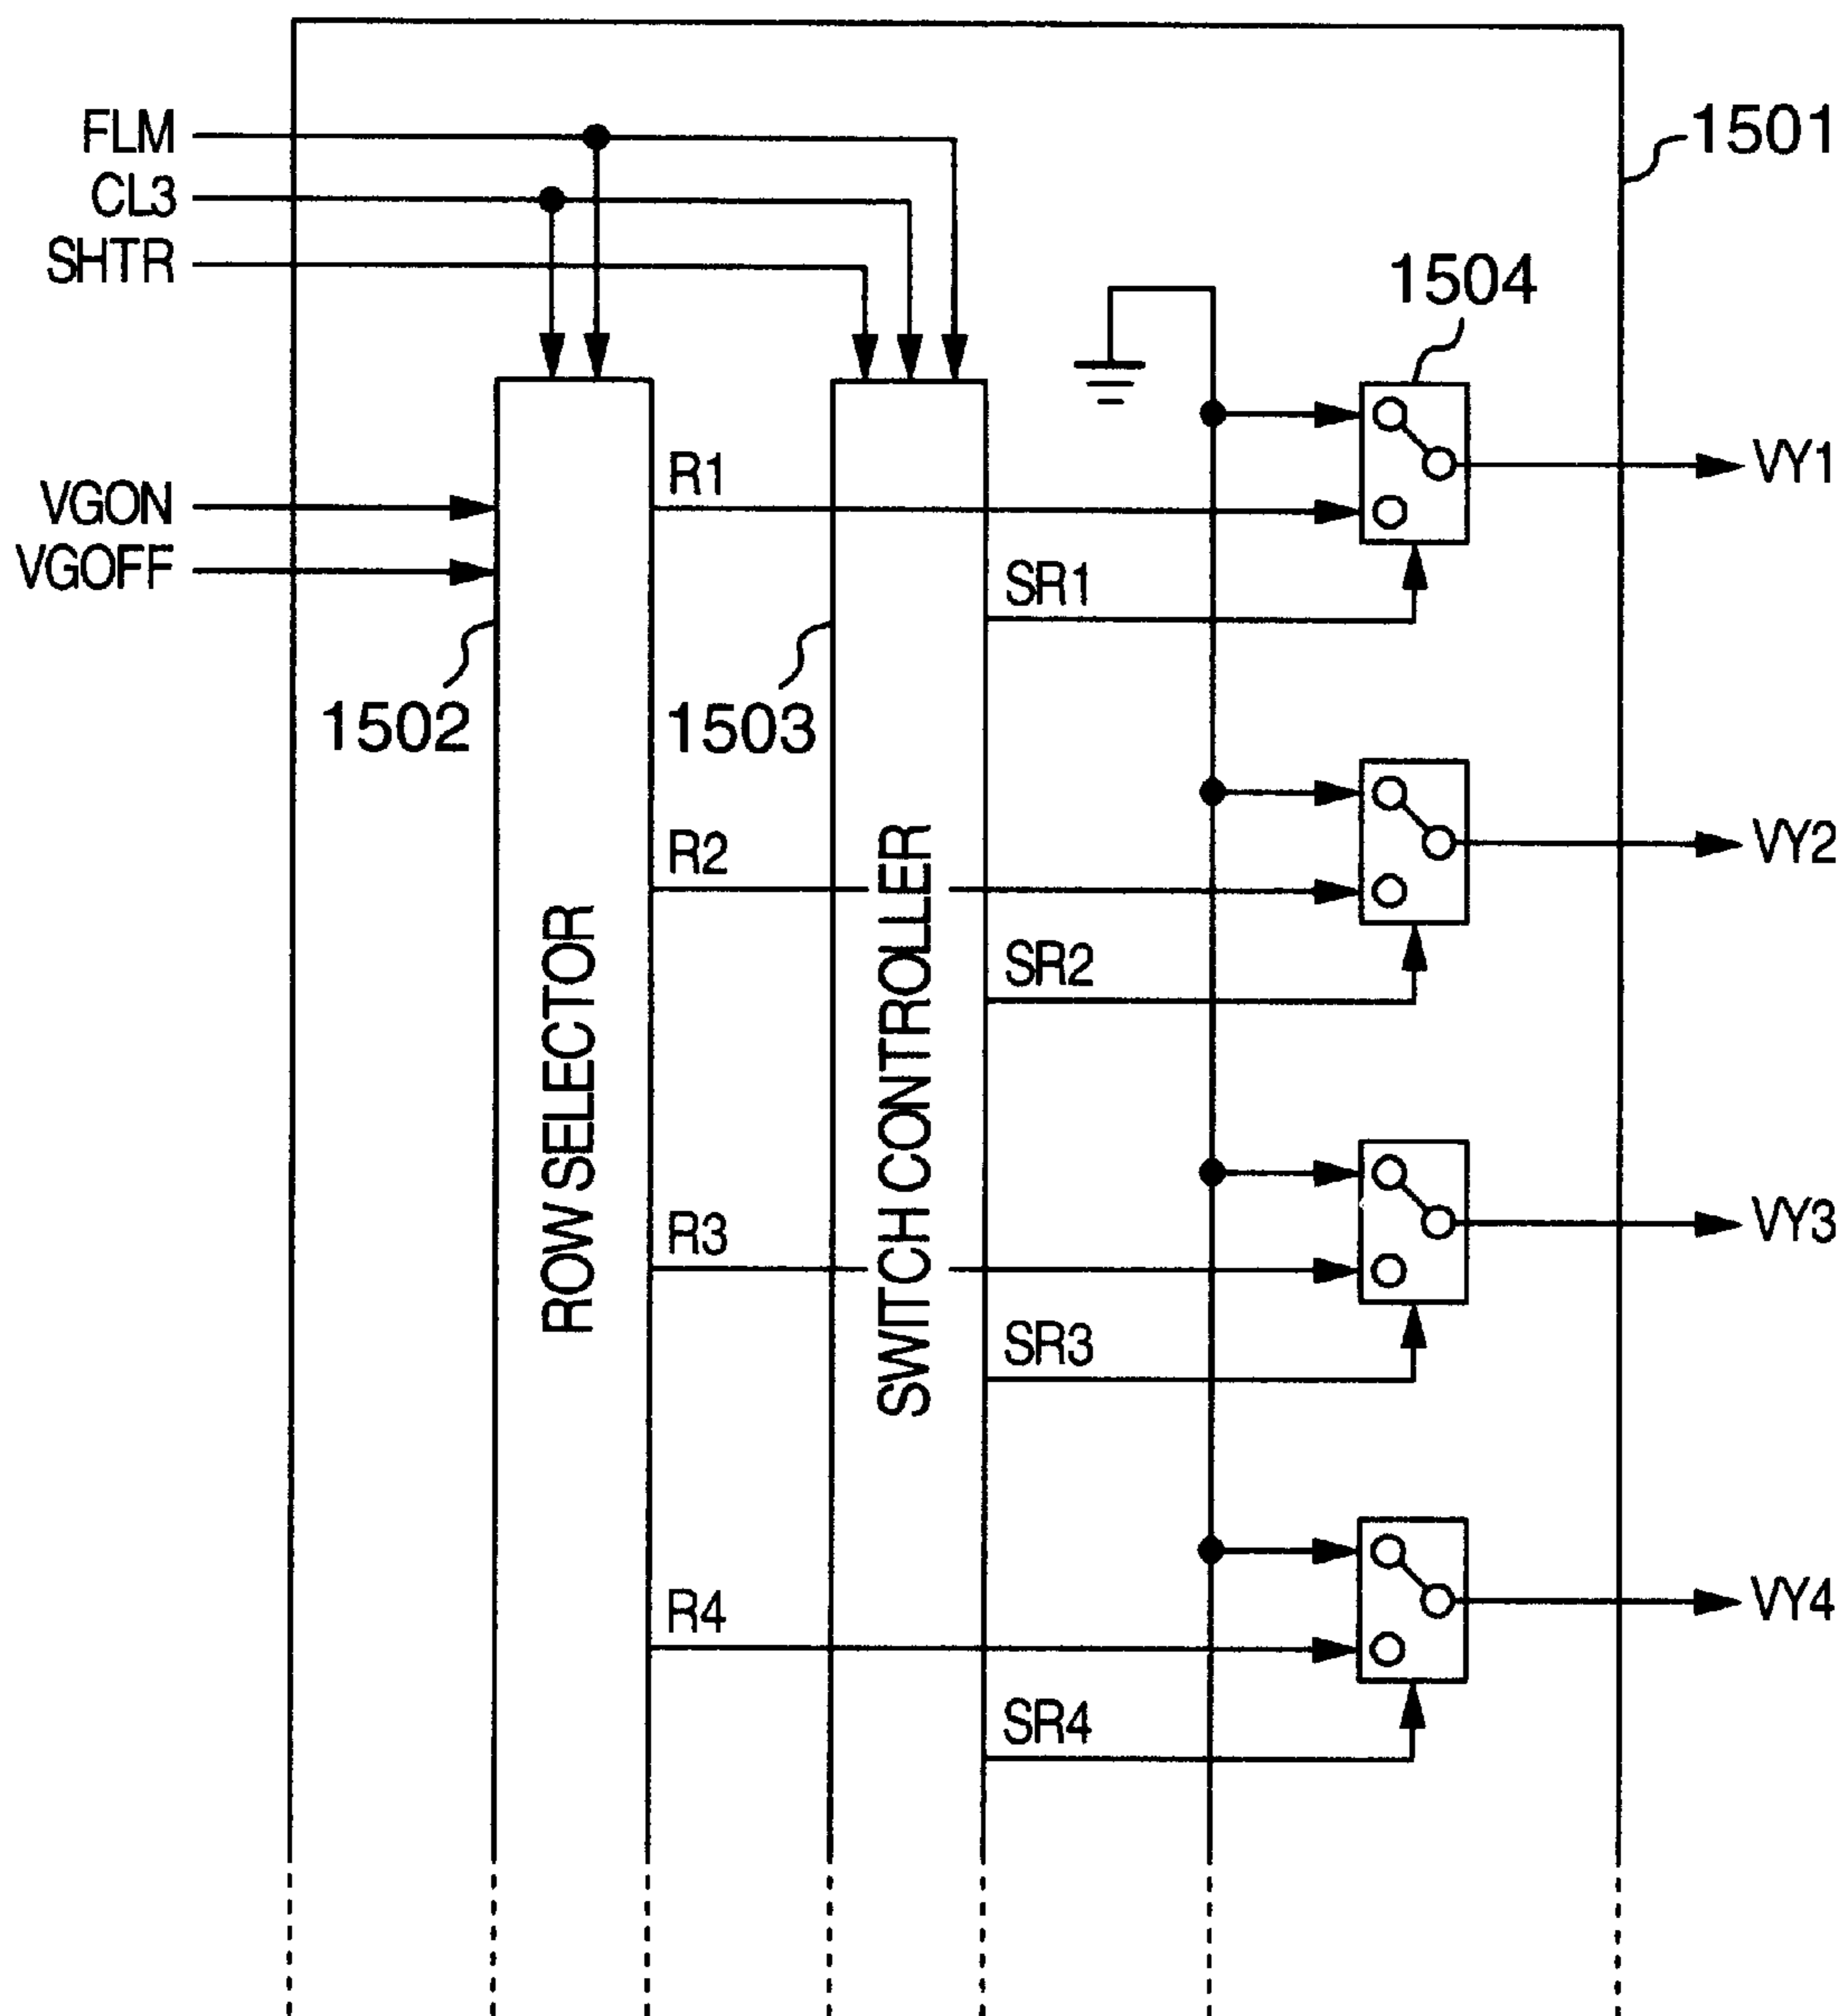 FLM
CL3
SHTR
1501
1504
VGON
VGOFF
R1
VY1
SR1
1502
1503
R2
VY2
SR2
ROW SELECTOR
SWITCH CONTROLLER
R3
VY3
SR3
R4
VY4
SR4